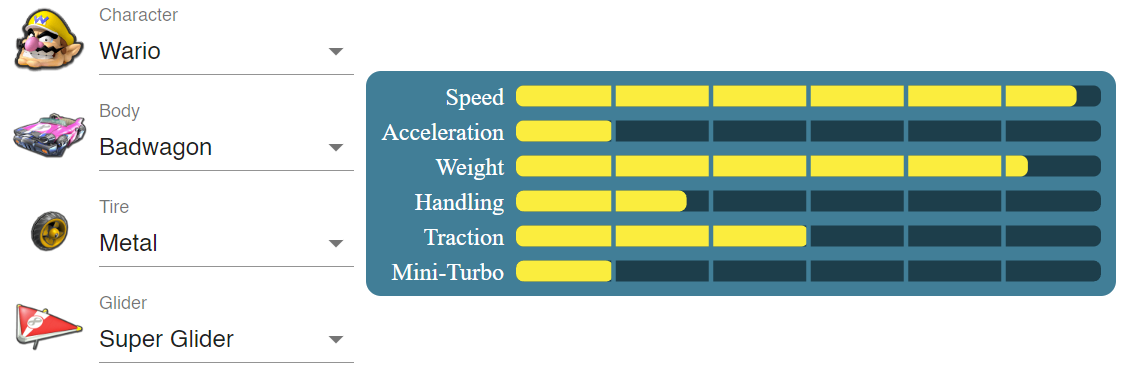 Character
Wario
Body
Badwagon
Tire
Metal
Glider
Super Glider
Speed
Acceleration
Weight
Handling
Traction
Mini-Turbo